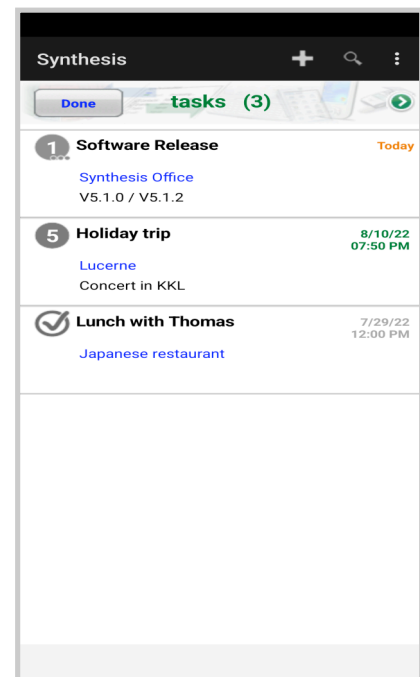 Synthesis
Done tasks (3)
1 Software Release Today
Synthesis Office
V5.1.0 / V5.1.2
5 Holiday trip 8/10/22
07:50 PM
Lucerne
Concert in KKL
Lunch with Thomas 7/29/22
12:00 PM
Japanese restaurant